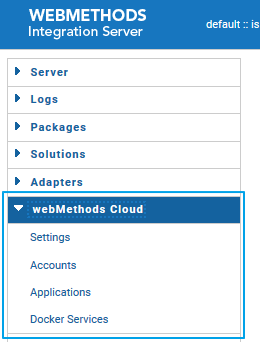 WEBMETHODS
Integration Server
default :: is
Server
Logs
Packages
Solutions
Adapters
webMethods Cloud
Settings
Accounts
Applications
Docker Services